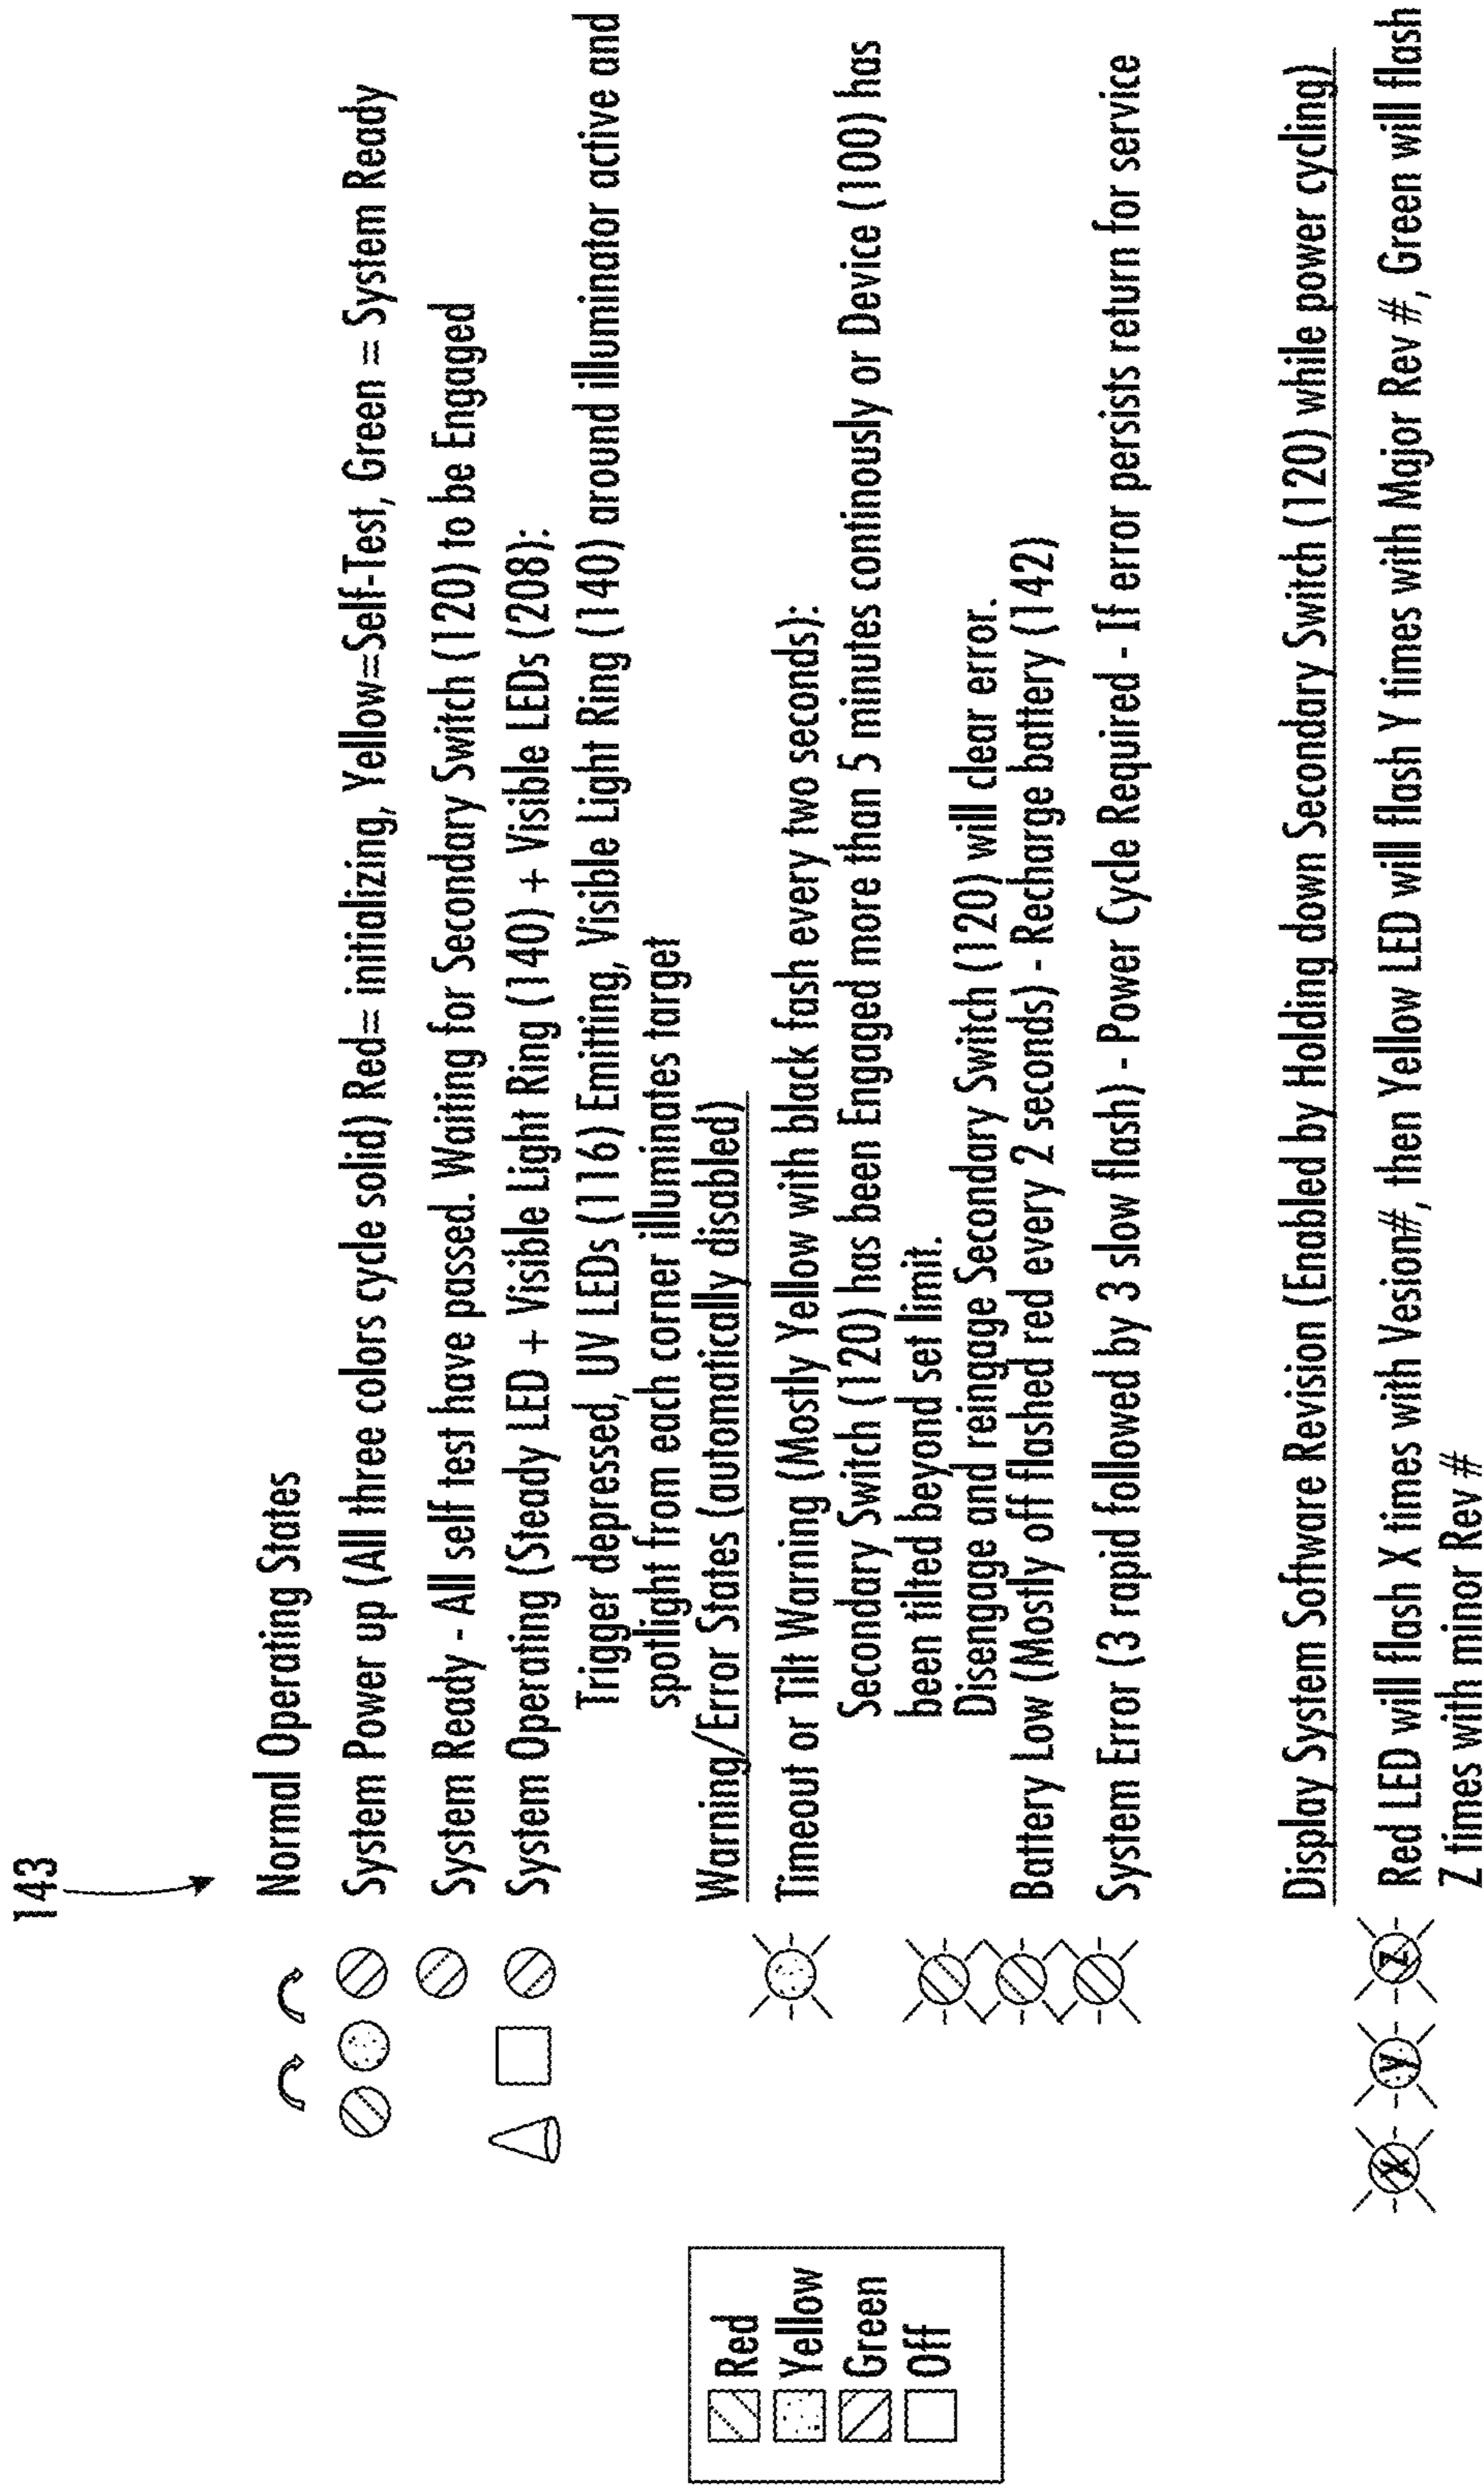 143
Normal Operating States
System Power up (All three colors cycle solid) Red= initializing, Yellow=Self-Test, Green = System Ready
System Ready - All self test have passed. Waiting for Secondary Switch (120) to be Engaged
System Operating (Steady LED + Visible Light Ring (140) + Visible LEDs (208):
Trigger depressed, UV LEDs (116) Emitting, Visible Light Ring (140) around illuminator active and
spotlight from each corner illuminates target
Warning/Error States (automatically disabled)
Timeout or Tilt Warning (Mostly Yellow with black fash every two seconds):
Secondary Switch (120) has been Engaged more than 5 minutes continously or Device (100) has
been tilted beyond set limit.
Disengage and reingage Secondary Switch (120) will clear error.
Battery Low (Mostly off flashed red every 2 seconds) - Recharge battery (142)
System Error (3 rapid followed by 3 slow flash) - Power Cycle Required - If error persists return for service
Display System Software Revision (Enabled by Holding down Secondary Switch (120) while power cycling)
X y z
Red LED will flash X times with Vesion#, then Yellow LED will flash Y times with Major Rev #, Green will flash
Z times with minor Rev #
Red
Yellow
Green
Off